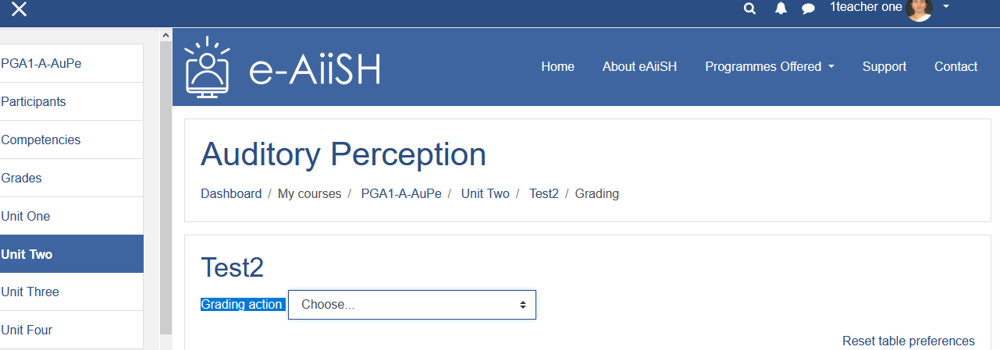 1teacher one
PGA1-A-AuPe
Participants
Competencies
Grades
Unit One
Unit Two
Unit Three
Unit Four
e-AiiSH
Home About eAiiSH Programmes Offered Support Contact
Auditory Perception
Dashboard / My courses / PGA1-A-AuPe / Unit Two / Test2 / Grading
Test2
Grading action Choose...
Reset table preferences